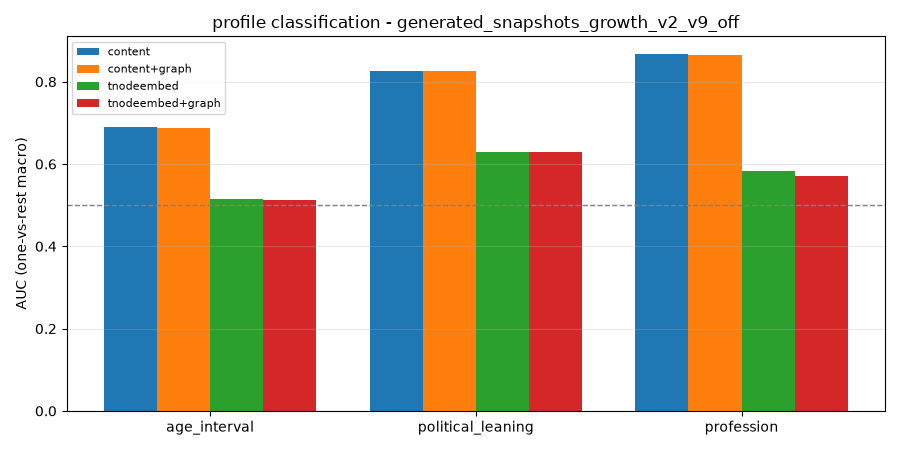 profile classification - generated_snapshots_growth_v2_v9_off
content
content+graph
tnodeembed
tnodeembed+graph
AUC (one-vs-rest macro)
0.8
0.6
0.4
0.2
0.0
age_interval
political_leaning
profession